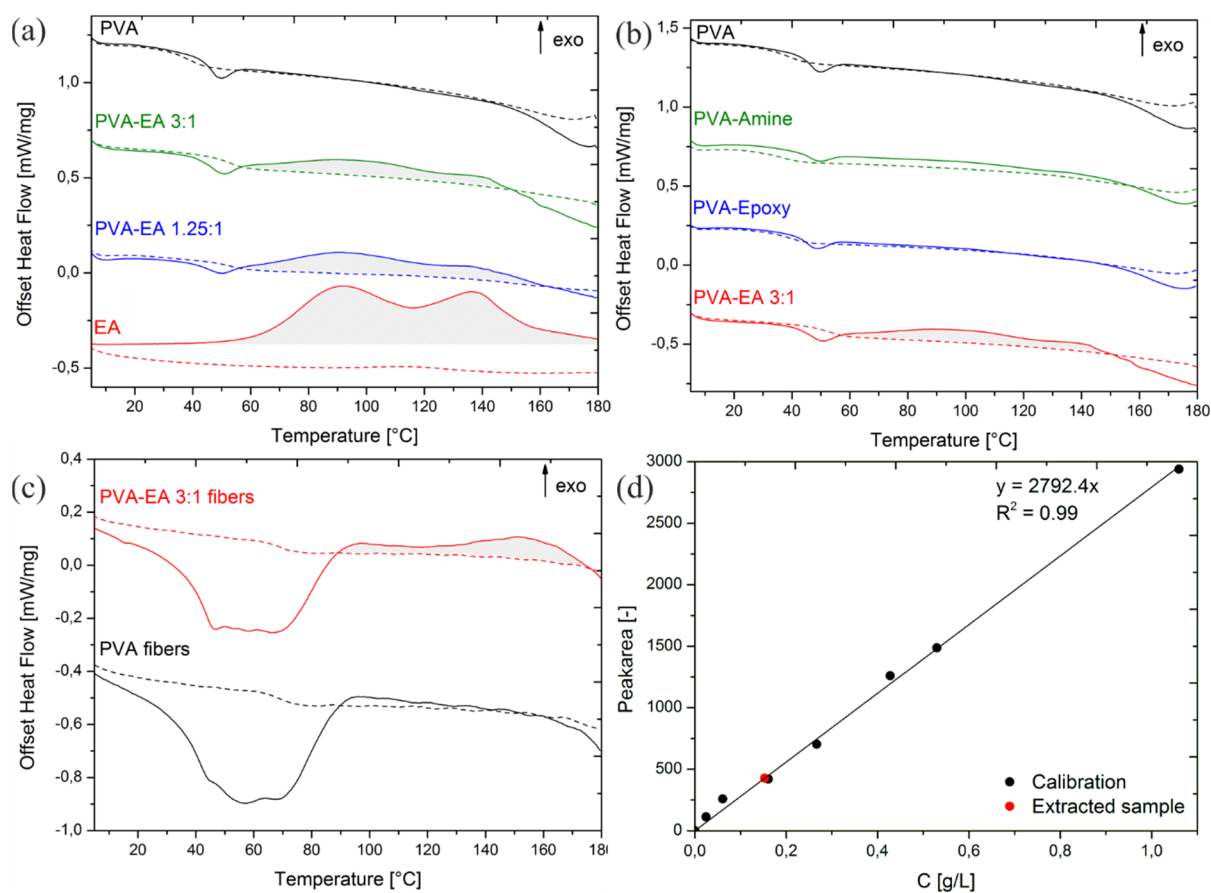 (a)
PVA
exo
PVA-EA 3:1
PVA-EA 1.25:1
EA
1,0
0,5
0,0
-0,5
Offset Heat Flow [mW/mg]
20 40 60 80 100 120 140 160 180
Temperature [°C]
(b)
PVA
exo
PVA-Amine
PVA-Epoxy
PVA-EA 3:1
1,5
1,0
0,5
0,0
-0,5
Offset Heat Flow [mW/mg]
20 40 60 80 100 120 140 160 180
Temperature [°C]
(c)
exo
PVA-EA 3:1 fibers
PVA fibers
0,4
0,2
0,0
-0,2
-0,4
-0,6
-0,8
-1,0
Offset Heat Flow [mW/mg]
20 40 60 80 100 120 140 160 180
Temperature [°C]
(d)
y = 2792.4x
R² = 0.99
Calibration
Extracted sample
3000
2500
2000
1500
1000
500
0
Peakarea [-]
0,0 0,2 0,4 0,6 0,8 1,0
C [g/L]